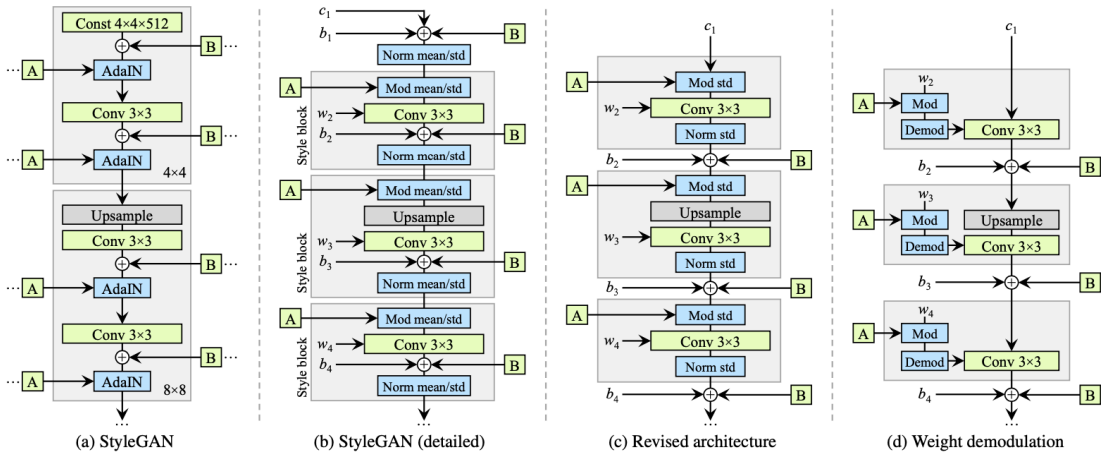 Const 4×4×512
B ...
... A
AdaIN
Conv 3×3
B ...
... A
AdaIN
4×4
Upsample
Conv 3×3
B ...
... A
AdaIN
Conv 3×3
B ...
... A
AdaIN
8×8
...
(a) StyleGAN
c1
b1
B
Norm mean/std
A
Mod mean/std
w2
Conv 3×3
b2
B
Norm mean/std
Style block
A
Mod mean/std
Upsample
w3
Conv 3×3
b3
B
Norm mean/std
Style block
A
Mod mean/std
w4
Conv 3×3
b4
B
Norm mean/std
Style block
...
(b) StyleGAN (detailed)
c1
A
Mod std
w2
Conv 3×3
Norm std
b2
B
A
Mod std
Upsample
w3
Conv 3×3
Norm std
b3
B
A
Mod std
w4
Conv 3×3
Norm std
b4
B
...
(c) Revised architecture
c1
w2
A
Mod
Demod
Conv 3×3
b2
B
w3
A
Mod
Upsample
Demod
Conv 3×3
b3
B
w4
A
Mod
Demod
Conv 3×3
b4
B
...
(d) Weight demodulation